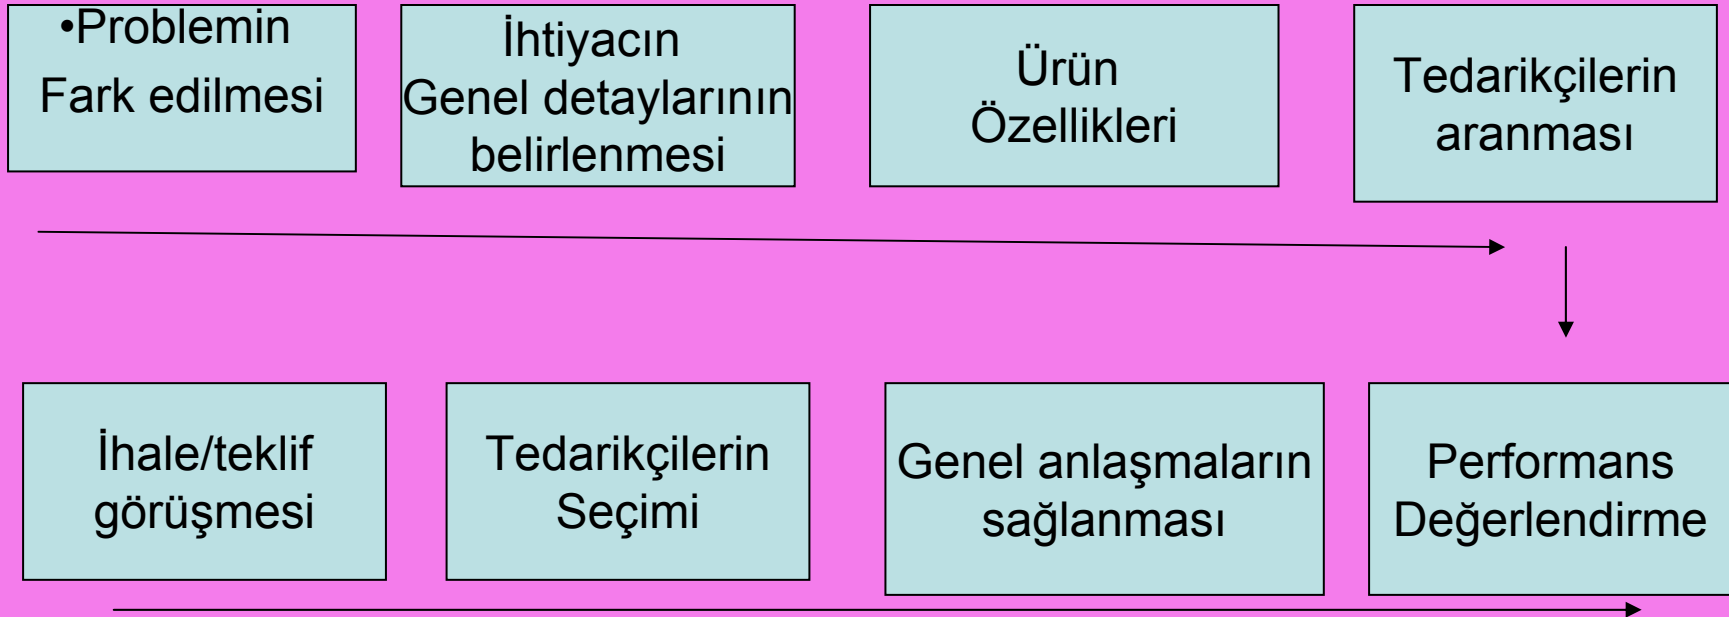 •Problemin
Fark edilmesi
İhtiyacın
Genel detaylarının
belirlenmesi
Ürün
Özellikleri
Tedarikçilerin
aranması
İhale/teklif
görüşmesi
Tedarikçilerin
Seçimi
Genel anlaşmaların
sağlanması
Performans
Değerlendirme